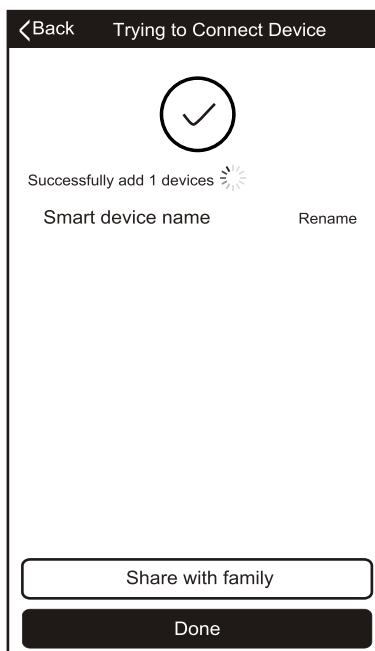 Back Trying to Connect Device
Successfully add 1 devices
Smart device name Rename
Share with family
Done